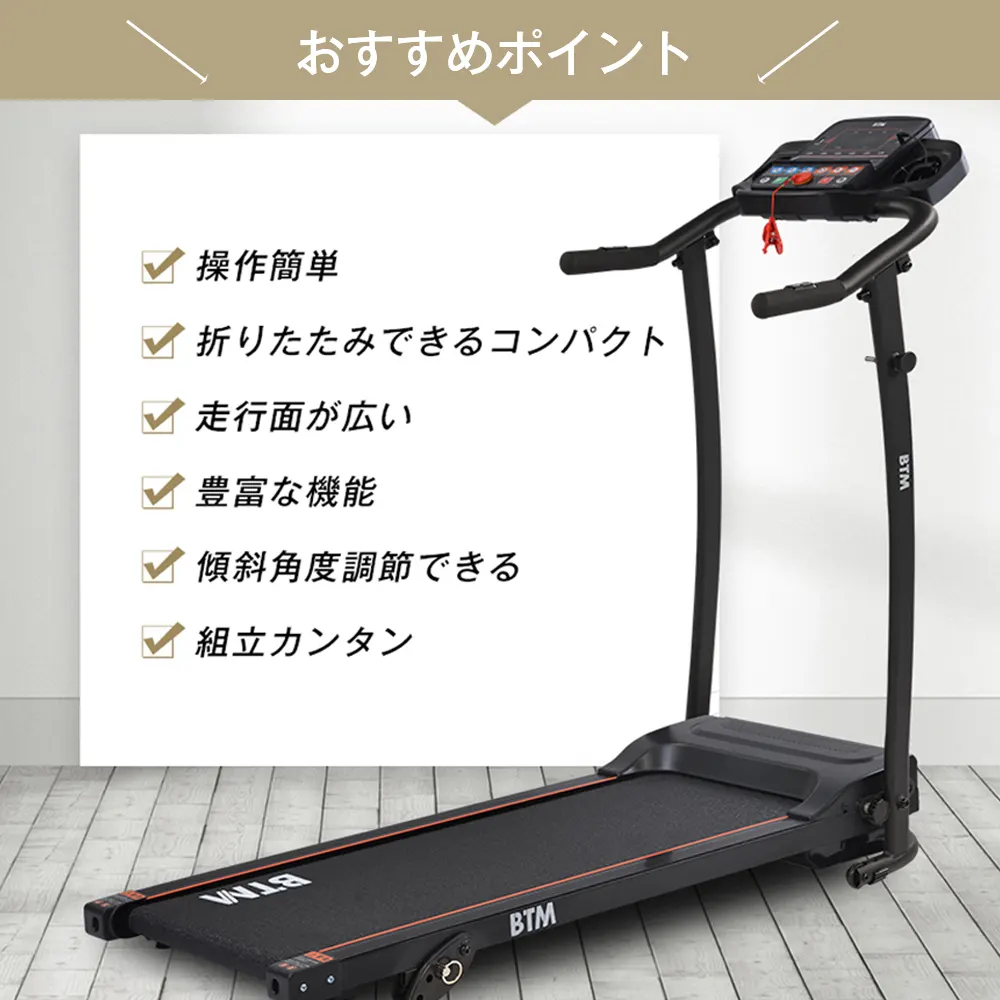 おすすめポイント
操作簡単
折りたたみできるコンパクト
走行面が広い
豊富な機能
傾斜角度調節できる
組立カンタン
BTM
BTM
BTM
BTM